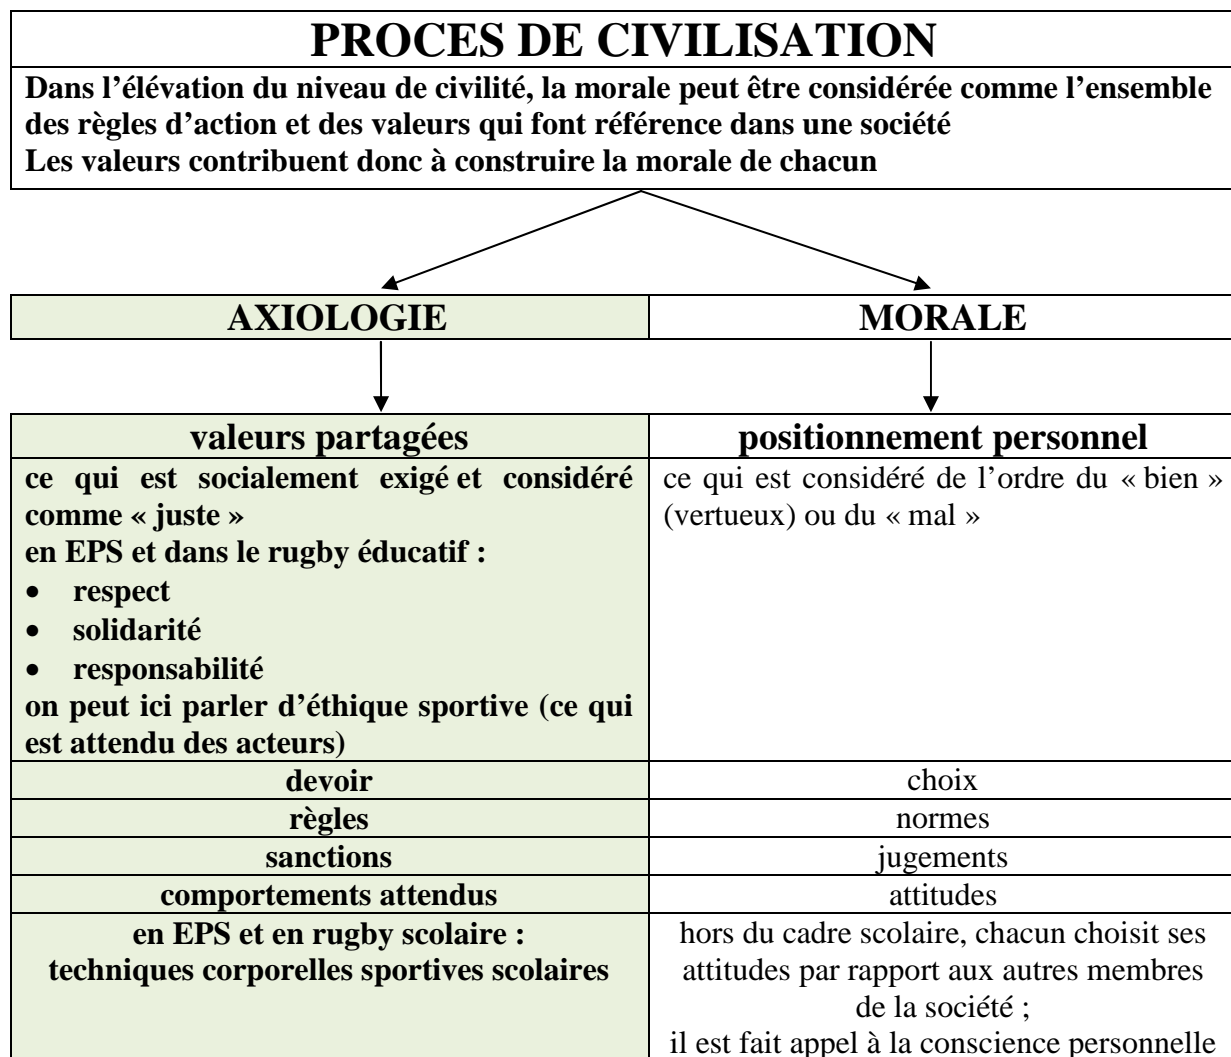 PROCES DE CIVILISATION
Dans l’élévation du niveau de civilité, la morale peut être considérée comme l’ensemble
des règles d’action et des valeurs qui font référence dans une société
Les valeurs contribuent donc à construire la morale de chacun
AXIOLOGIE
MORALE
valeurs partagées
positionnement personnel
ce qui est socialement exigé et considéré
comme « juste »
en EPS et dans le rugby éducatif :
• respect
• solidarité
• responsabilité
on peut ici parler d’éthique sportive (ce qui
est attendu des acteurs)
ce qui est considéré de l’ordre du « bien »
(vertueux) ou du « mal »
devoir
choix
règles
normes
sanctions
jugements
comportements attendus
attitudes
en EPS et en rugby scolaire :
techniques corporelles sportives scolaires
hors du cadre scolaire, chacun choisit ses
attitudes par rapport aux autres membres
de la société ;
il est fait appel à la conscience personnelle